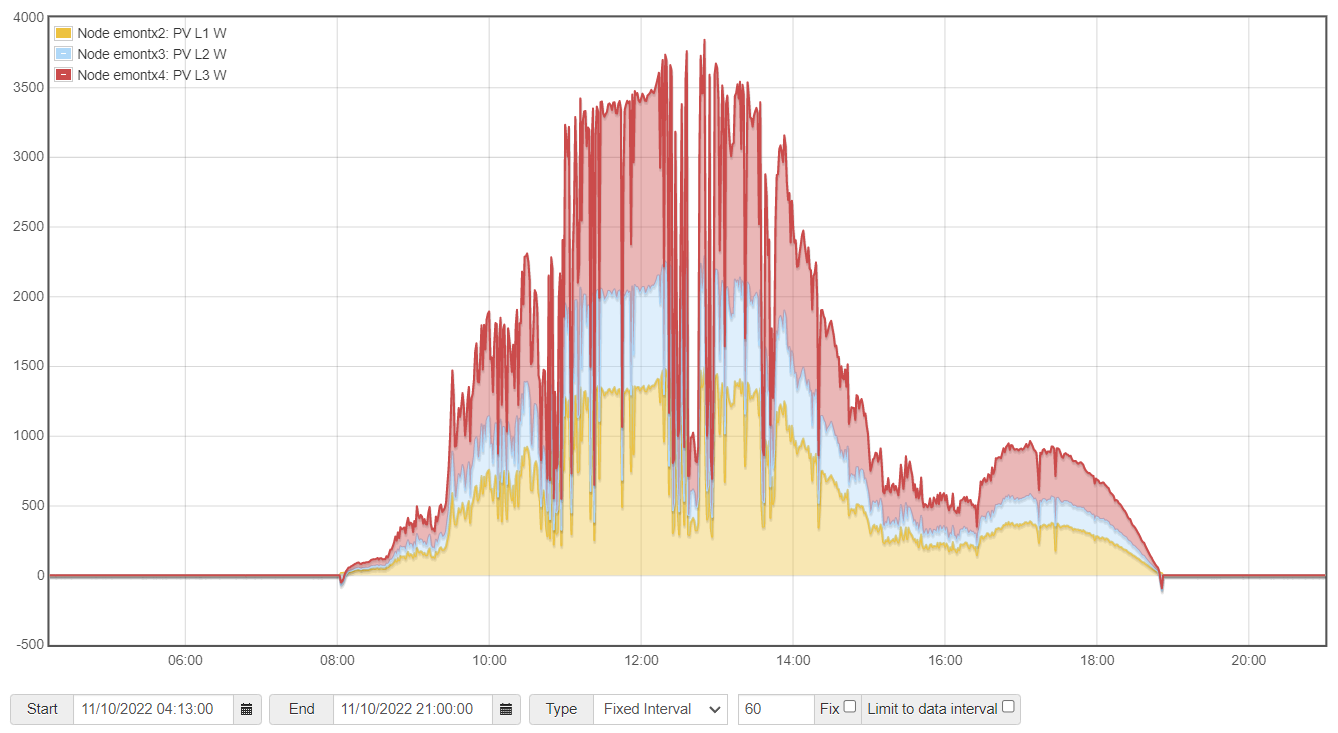 4000
Node emontx2: PV L1 W
Node emontx3: PV L2 W
Node emontx4: PV L3 W
3500
3000
2500
2000
1500
1000
500
0
-500
06:00 08:00 10:00 12:00 14:00 16:00 18:00 20:00
Start 11/10/2022 04:13:00 End 11/10/2022 21:00:00 Type Fixed Interval 60 Fix Limit to data interval